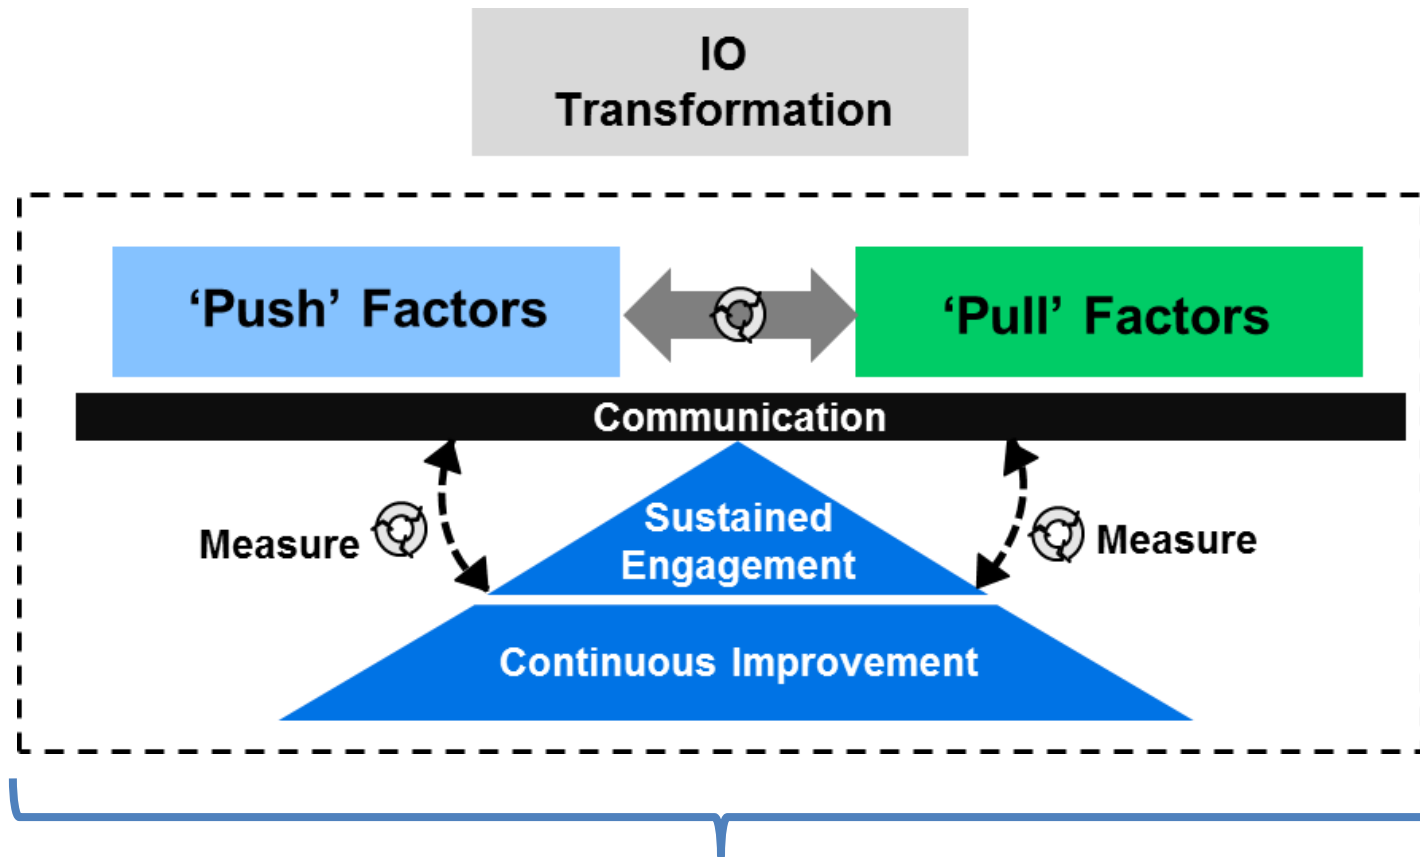 IO
Transformation
‘Push’ Factors
‘Pull’ Factors
Communication
Measure
Sustained
Engagement
Measure
Continuous Improvement